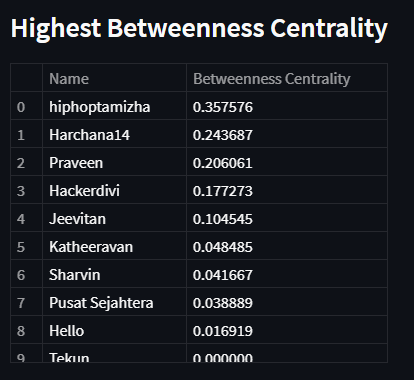 Highest Betweenness Centrality
Name Betweenness Centrality
0 hiphoptamizha 0.357576
1 Harchana14 0.243687
2 Praveen 0.206061
3 Hackerdivi 0.177273
4 Jeevitan 0.104545
5 Katheeravan 0.048485
6 Sharvin 0.041667
7 Pusat Sejahtera 0.038889
8 Hello 0.016919
9 Tekun 0.000000